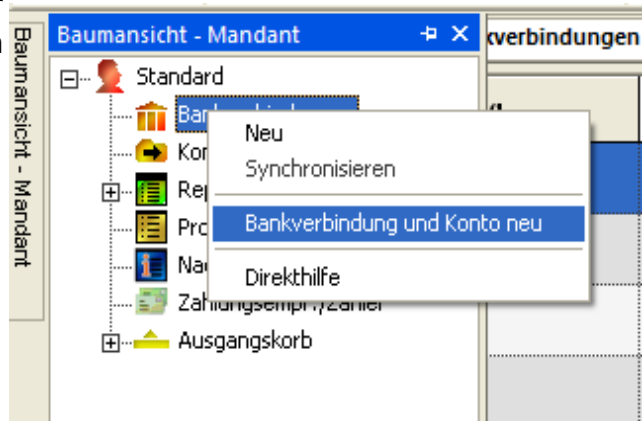 Baumansicht - Mandant
Baumansicht - Mandant
kverbindungen
Standard
Neu
Synchronisieren
Bankverbindung und Konto neu
Direkthilfe
Ausgangskorb